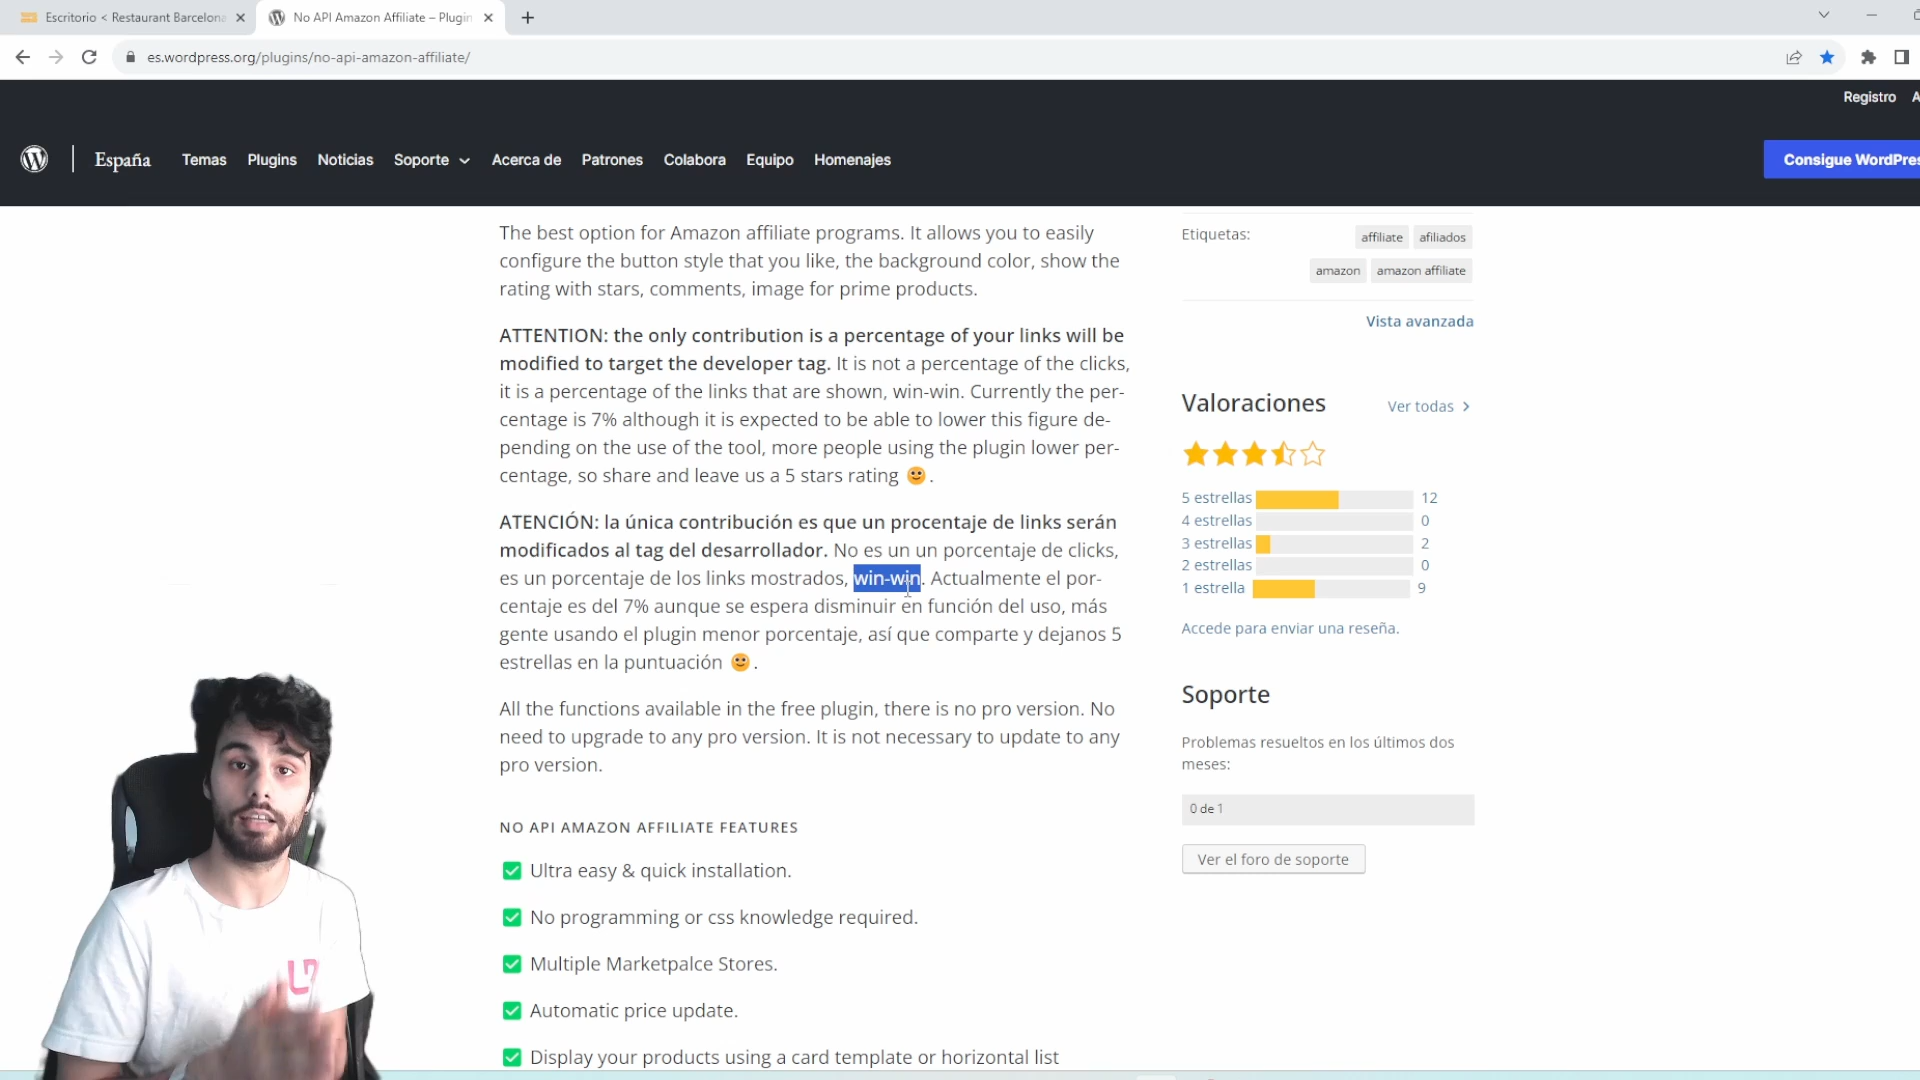 Escritorio < Restaurant Barcelona
No API Amazon Affiliate – Plugin
es.wordpress.org/plugins/no-api-amazon-affiliate/
Registro
España Temas Plugins Noticias Soporte Acerca de Patrones Colabora Equipo Homenajes
Consigue WordPres
The best option for Amazon affiliate programs. It allows you to easily
configure the button style that you like, the background color, show the
rating with stars, comments, image for prime products.
ATTENTION: the only contribution is a percentage of your links will be
modified to target the developer tag. It is not a percentage of the clicks,
it is a percentage of the links that are shown, win-win. Currently the per-
centage is 7% although it is expected to be able to lower this figure de-
pending on the use of the tool, more people using the plugin lower per-
centage, so share and leave us a 5 stars rating 🙂.
ATENCIÓN: la única contribución es que un procentaje de links serán
modificados al tag del desarrollador. No es un un porcentaje de clicks,
es un porcentaje de los links mostrados, win-win. Actualmente el por-
centaje es del 7% aunque se espera disminuir en función del uso, más
gente usando el plugin menor porcentaje, así que comparte y dejanos 5
estrellas en la puntuación 🙂.
All the functions available in the free plugin, there is no pro version. No
need to upgrade to any pro version. It is not necessary to update to any
pro version.
NO API AMAZON AFFILIATE FEATURES
✅ Ultra easy & quick installation.
✅ No programming or css knowledge required.
✅ Multiple Marketpalce Stores.
✅ Automatic price update.
✅ Display your products using a card template or horizontal list
Etiquetas: affiliate afiliados
amazon amazon affiliate
Vista avanzada
Valoraciones Ver todas
5 estrellas 12
4 estrellas 0
3 estrellas 2
2 estrellas 0
1 estrella 9
Accede para enviar una reseña.
Soporte
Problemas resueltos en los últimos dos
meses:
0 de 1
Ver el foro de soporte